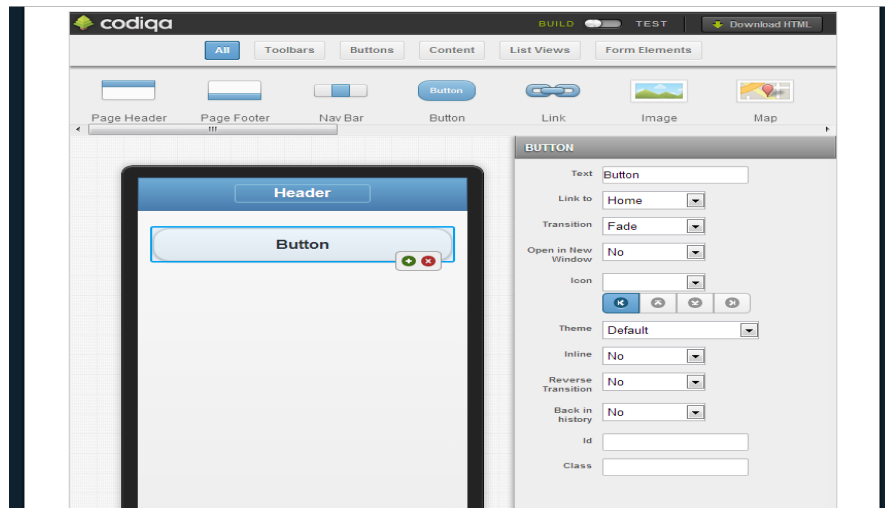 codiqa BUILD TEST Download HTML
All Toolbars Buttons Content List Views Form Elements
Button
Page Header Page Footer Nav Bar Button Link Image Map
BUTTON
Text Button
Header
Link to Home
Transition Fade
Button
Open in New Window No
Icon
Theme Default
Inline No
Reverse Transition No
Back in history No
Id
Class